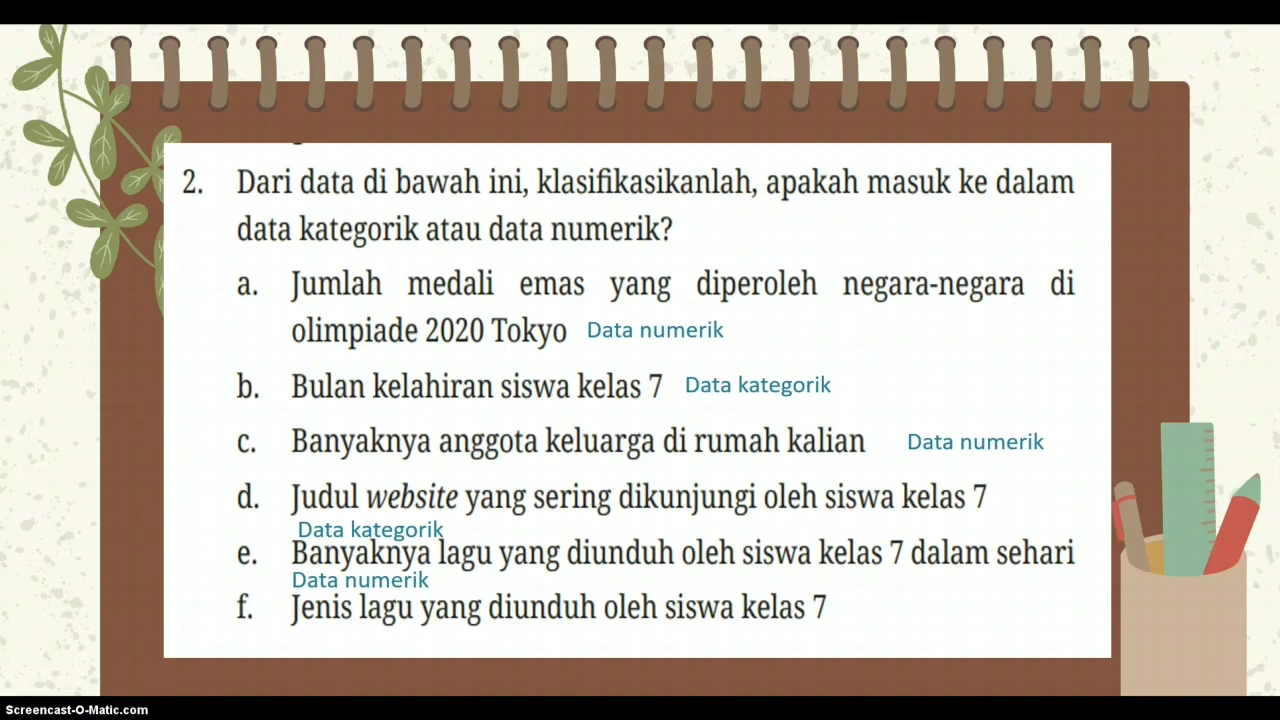 2. Dari data di bawah ini, klasifikasikanlah, apakah masuk ke dalam
data kategorik atau data numerik?
a. Jumlah medali emas yang diperoleh negara-negara di
olimpiade 2020 Tokyo Data numerik
b. Bulan kelahiran siswa kelas 7 Data kategorik
c. Banyaknya anggota keluarga di rumah kalian Data numerik
d. Judul website yang sering dikunjungi oleh siswa kelas 7
Data kategorik
e. Banyaknya lagu yang diunduh oleh siswa kelas 7 dalam sehari
Data numerik
f. Jenis lagu yang diunduh oleh siswa kelas 7
Screencast-O-Matic.com